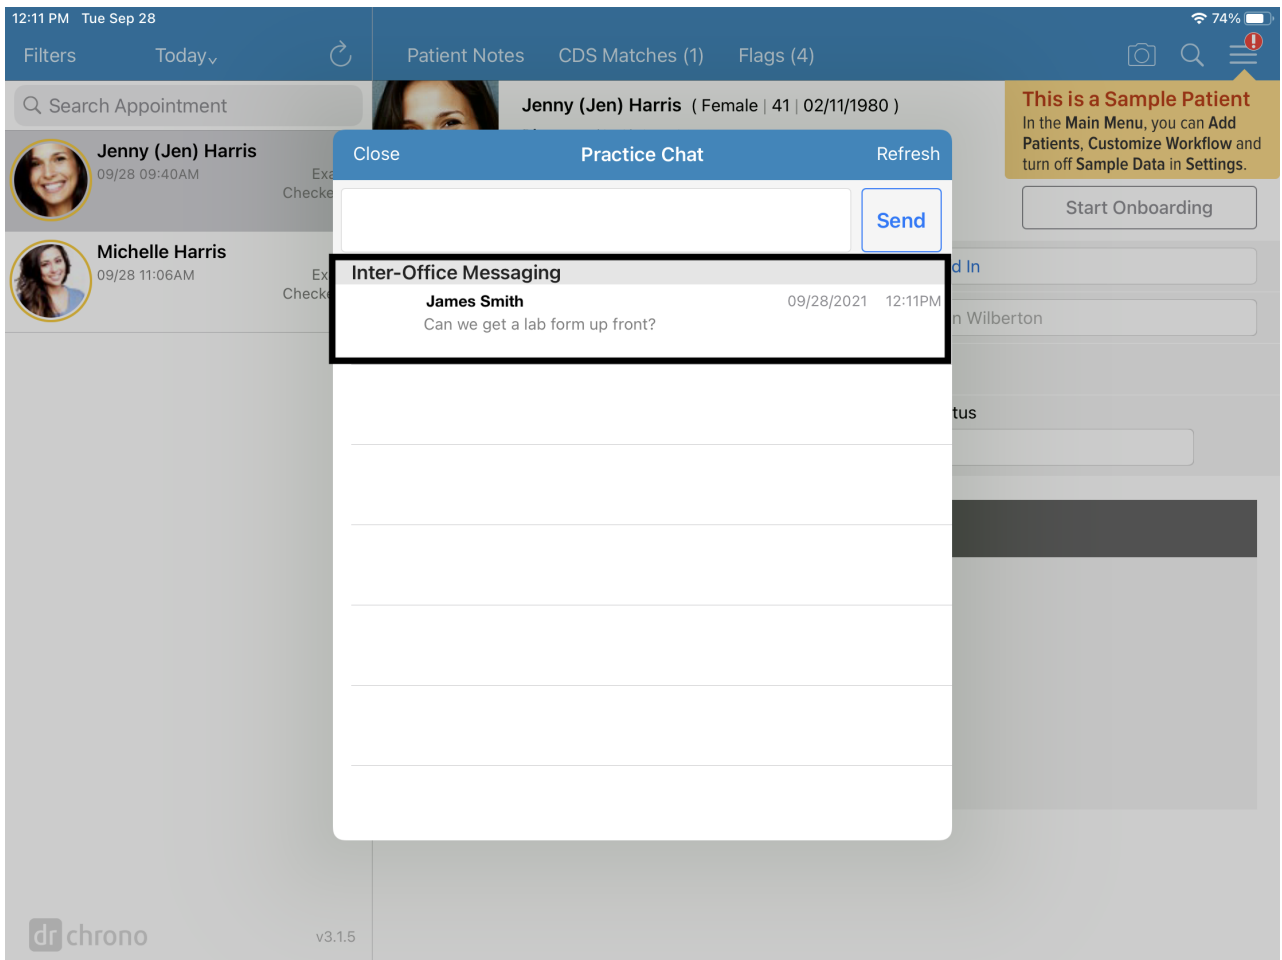 12:11 PM Tue Sep 28
74%
Filters Today
Patient Notes CDS Matches (1) Flags (4)
Search Appointment
Jenny (Jen) Harris
09/28 09:40AM
Exa
Checke
Michelle Harris
09/28 11:06AM
Ex
Checke
Jenny (Jen) Harris ( Female | 41 | 02/11/1980 )
This is a Sample Patient
In the Main Menu, you can Add
Patients, Customize Workflow and
turn off Sample Data in Settings.
Start Onboarding
Close Practice Chat Refresh
Send
Inter-Office Messaging
James Smith 09/28/2021 12:11PM
Can we get a lab form up front?
d In
n Wilberton
tus
dr chrono
v3.1.5